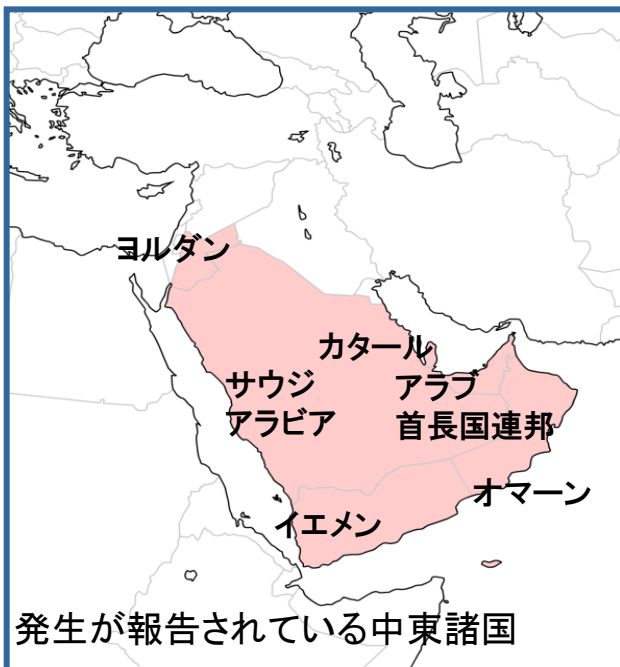 ヨルダン
カタール
サウジ
アラビア
アラブ
首長国連邦
オマーン
イエメン
発生が報告されている中東諸国